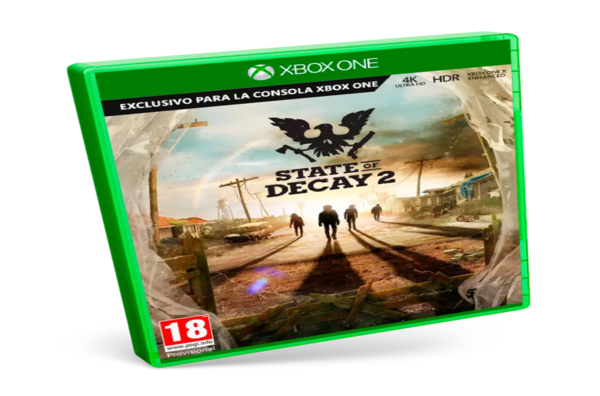 XBOX ONE
EXCLUSIVO PARA LA CONSOLA XBOX ONE
4K
ULTRA HD
HDR
XBOX ONE X
ENHANCED
STATE OF
DECAY 2
18
www.pegi.info
Provisional